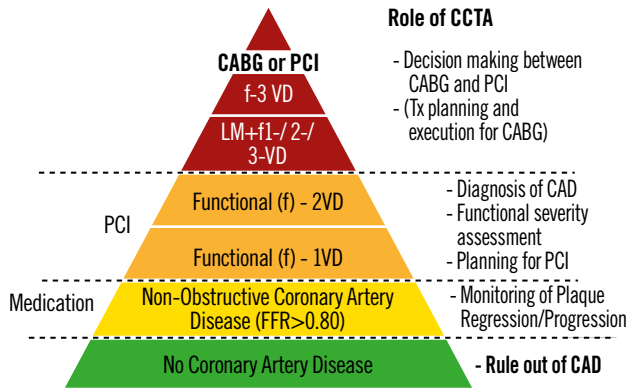 Role of CCTA
CABG or PCI
f-3 VD
LM+f1-/ 2-/
3-VD
- Decision making between
CABG and PCI
- (Tx planning and
execution for CABG)
PCI
Functional (f) - 2VD
Functional (f) - 1VD
- Diagnosis of CAD
- Functional severity
assessment
- Planning for PCI
Medication
Non-Obstructive Coronary Artery
Disease (FFR>0.80)
- Monitoring of Plaque
Regression/Progression
No Coronary Artery Disease
- Rule out of CAD